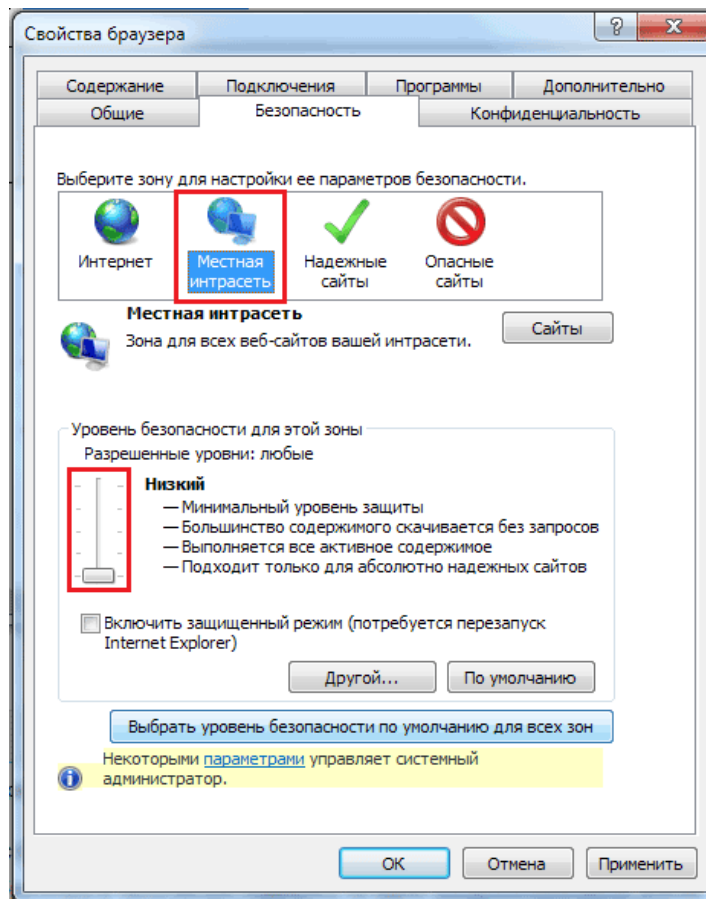 Свойства браузера
Содержание Подключения Программы Дополнительно
Общие Безопасность Конфиденциальность
Выберите зону для настройки ее параметров безопасности.
Интернет Местная интрасеть Надежные сайты Опасные сайты
Местная интрасеть
Зона для всех веб-сайтов вашей интрасети.
Сайты
Уровень безопасности для этой зоны
Разрешенные уровни: любые
Низкий
— Минимальный уровень защиты
— Большинство содержимого скачивается без запросов
— Выполняется все активное содержимое
— Подходит только для абсолютно надежных сайтов
Включить защищенный режим (потребуется перезапуск
Internet Explorer)
Другой... По умолчанию
Выбрать уровень безопасности по умолчанию для всех зон
Некоторыми параметрами управляет системный
администратор.
ОК Отмена Применить